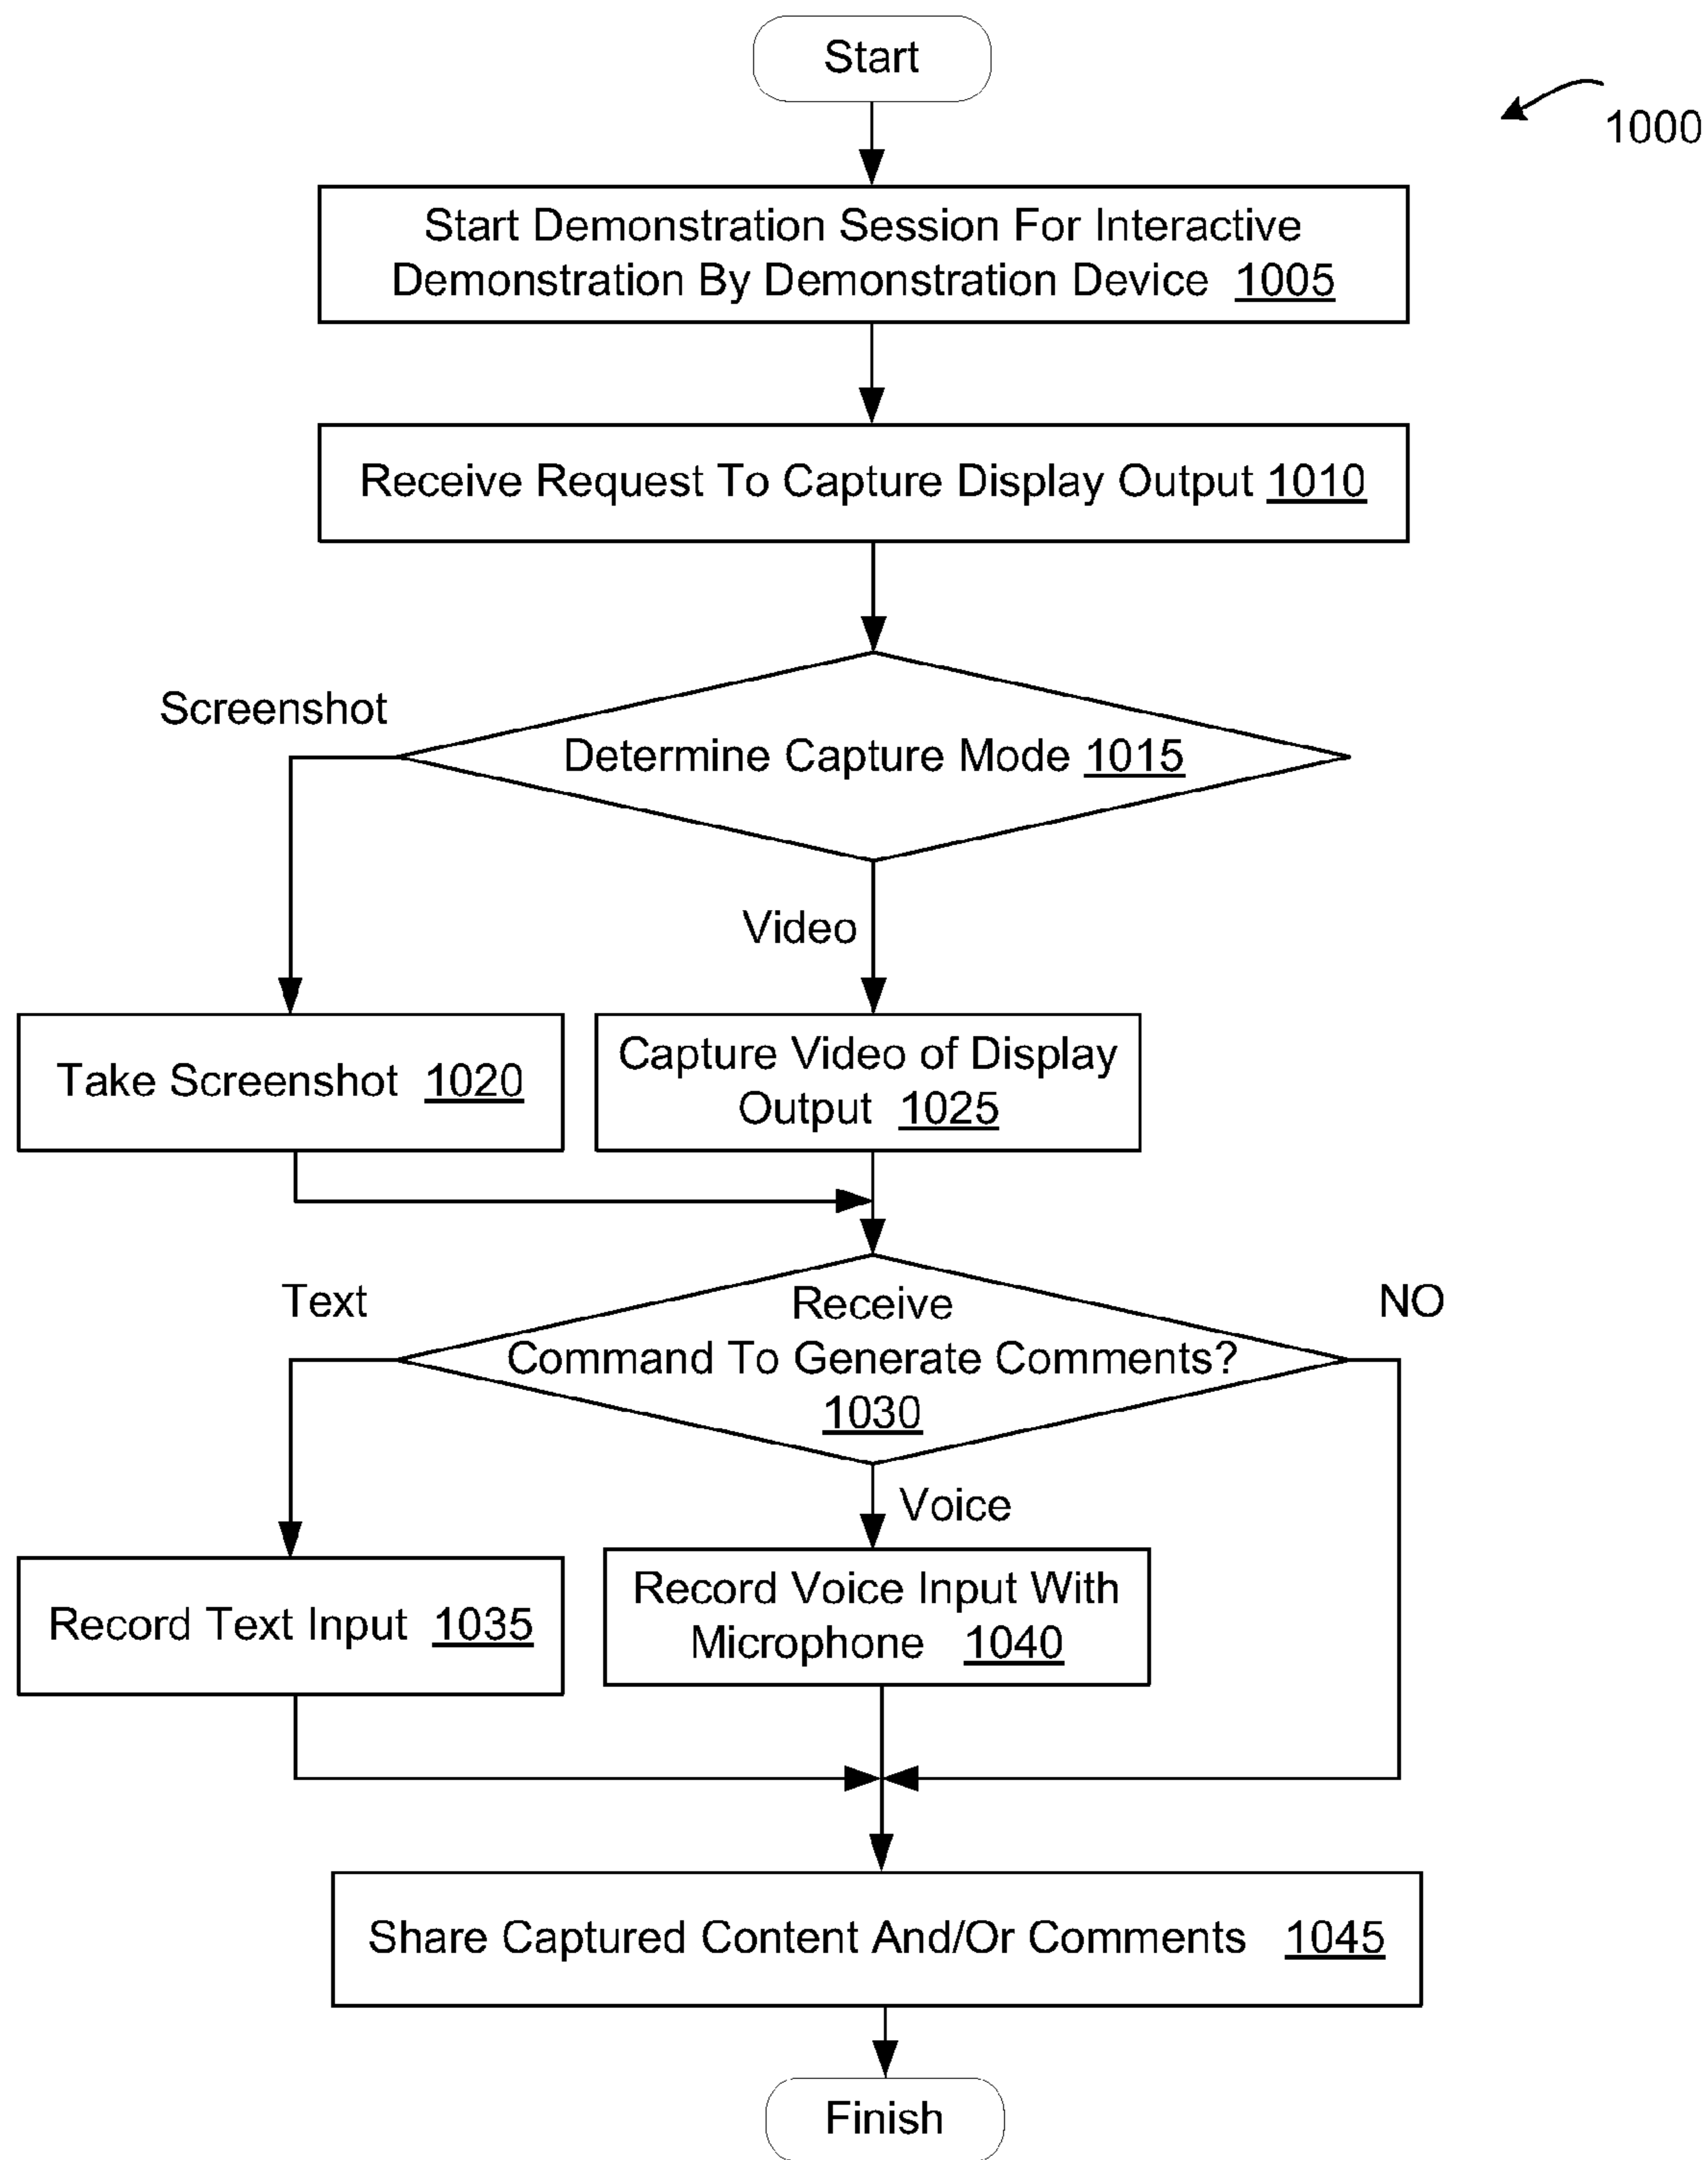 Start
1000
Start Demonstration Session For Interactive
Demonstration By Demonstration Device 1005
Receive Request To Capture Display Output 1010
Screenshot
Determine Capture Mode 1015
Video
Take Screenshot 1020
Capture Video of Display
Output 1025
Text
Receive
NO
Command To Generate Comments?
1030
Voice
Record Text Input 1035
Record Voice Input With
Microphone 1040
Share Captured Content And/Or Comments 1045
Finish